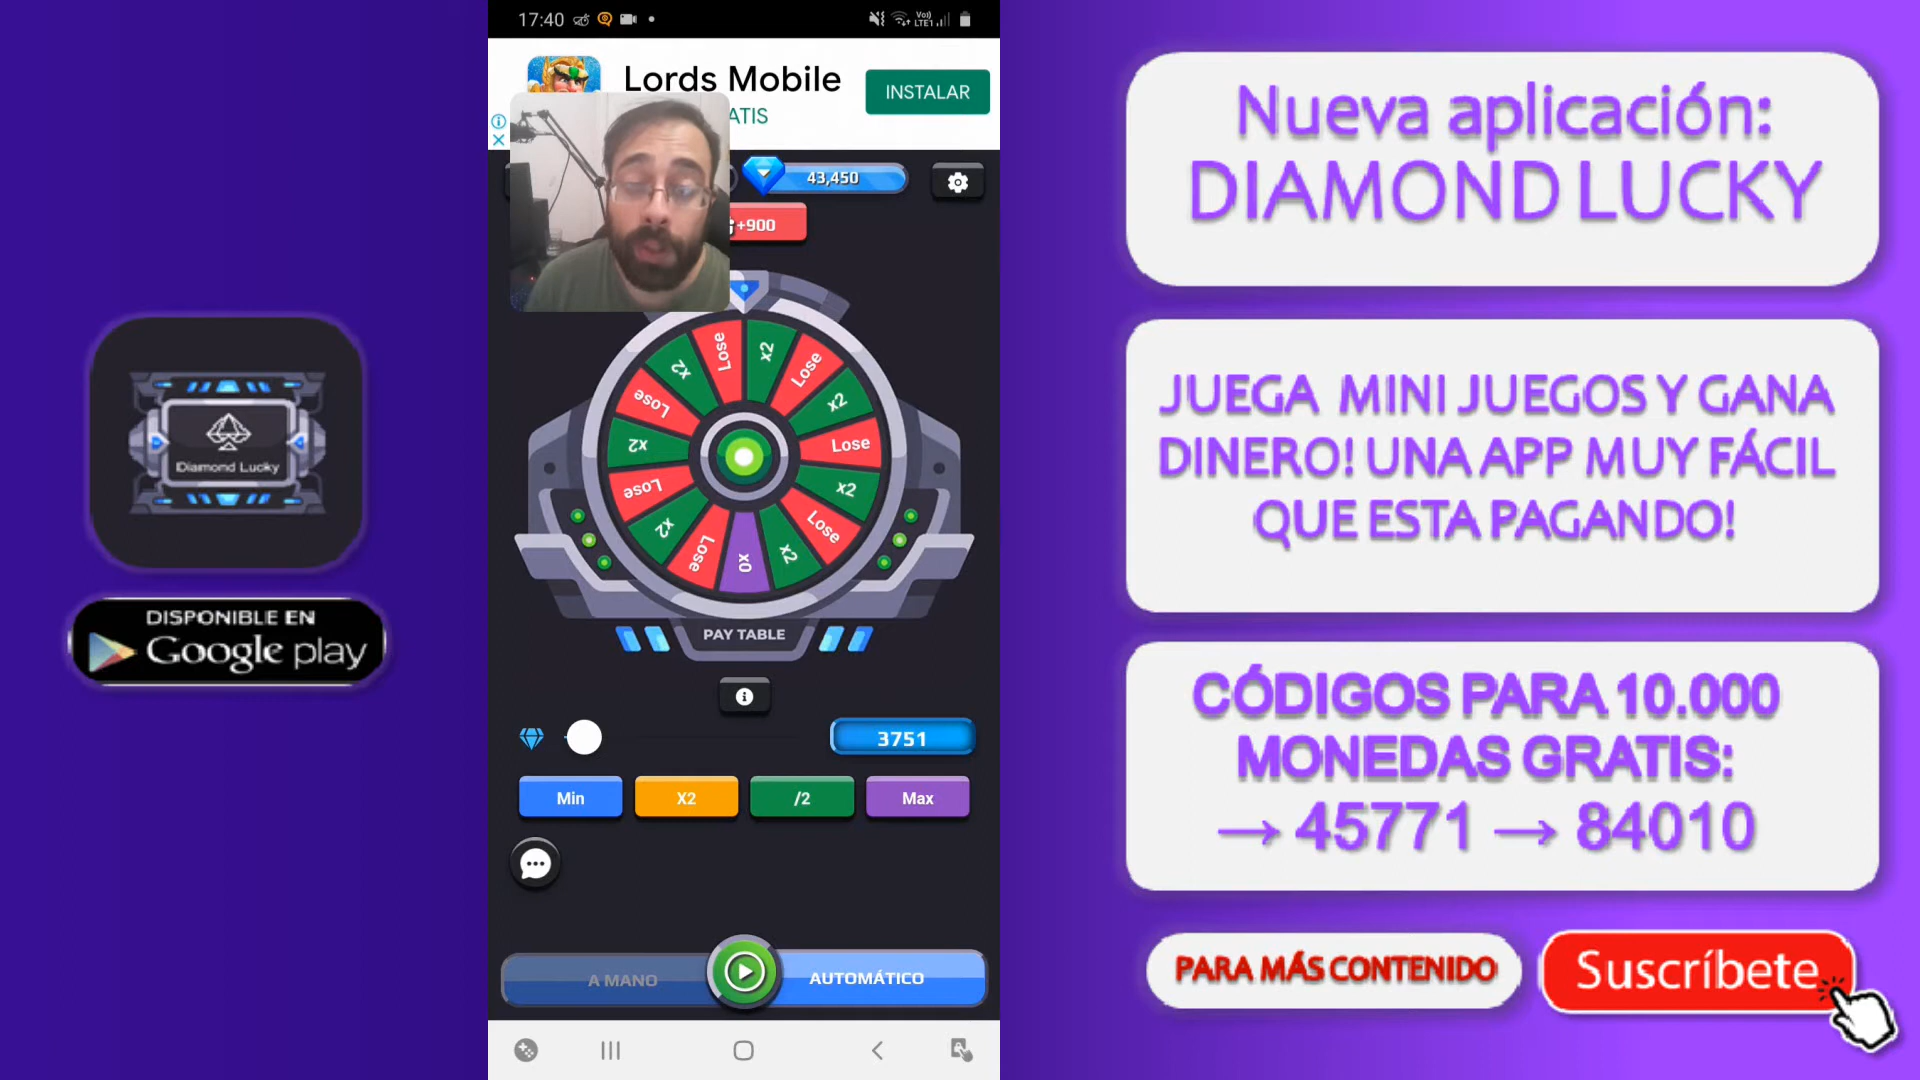 17:40
Vo))
LTE1
Lords Mobile
ATIS
INSTALAR
43,450
+900
Lose
x2
Lose
x2
Lose
x2
Lose
x2
x0
Lose
x2
Lose
x2
Lose
x2
PAY TABLE
3751
Min
X2
/2
Max
A MANO
AUTOMÁTICO
Diamond Lucky
DISPONIBLE EN
Google play
Nueva aplicación:
DIAMOND LUCKY
JUEGA MINI JUEGOS Y GANA
DINERO! UNA APP MUY FÁCIL
QUE ESTA PAGANDO!
CÓDIGOS PARA 10.000
MONEDAS GRATIS:
→ 45771 → 84010
PARA MÁS CONTENIDO
Suscríbete